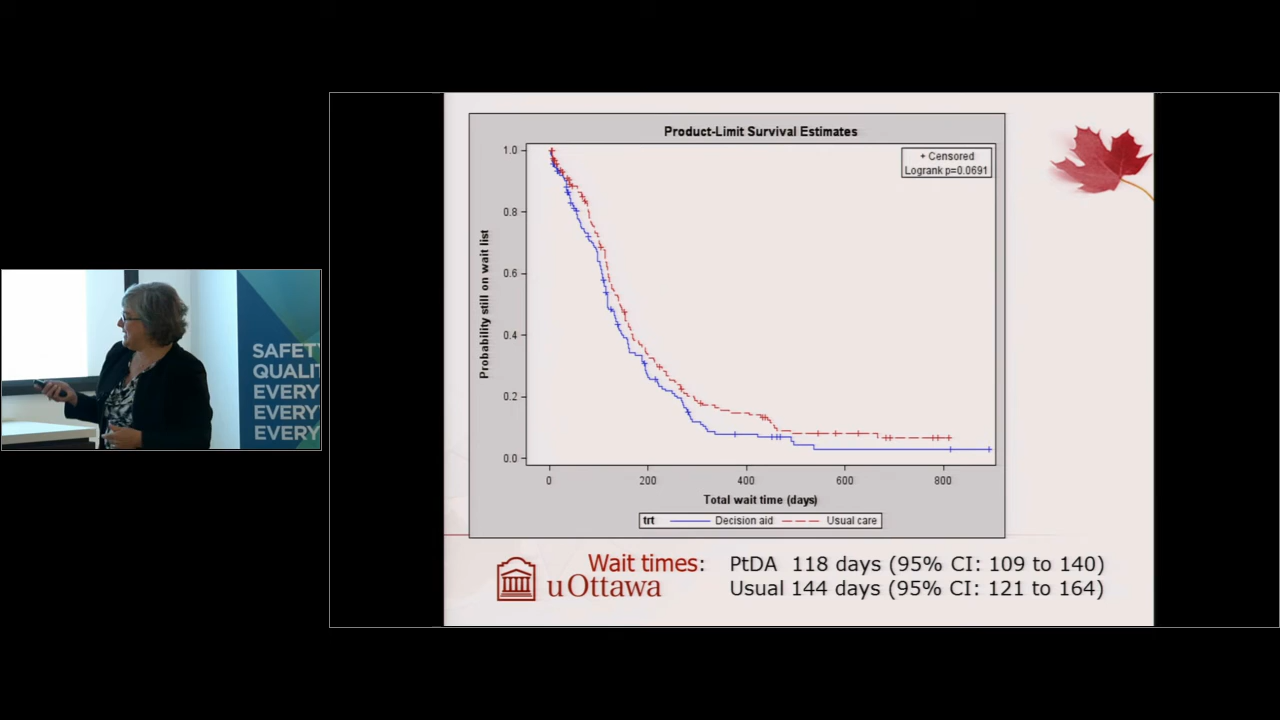 SAFET
QUALI
EVERY
EVERY
EVERY
Product-Limit Survival Estimates
+ Censored
Logrank p=0.0691
Probability still on wait list
1.0
0.8
0.6
0.4
0.2
0.0
0 200 400 600 800
Total wait time (days)
trt Decision aid Usual care
Wait times: PtDA 118 days (95% CI: 109 to 140)
Usual 144 days (95% CI: 121 to 164)
uOttawa